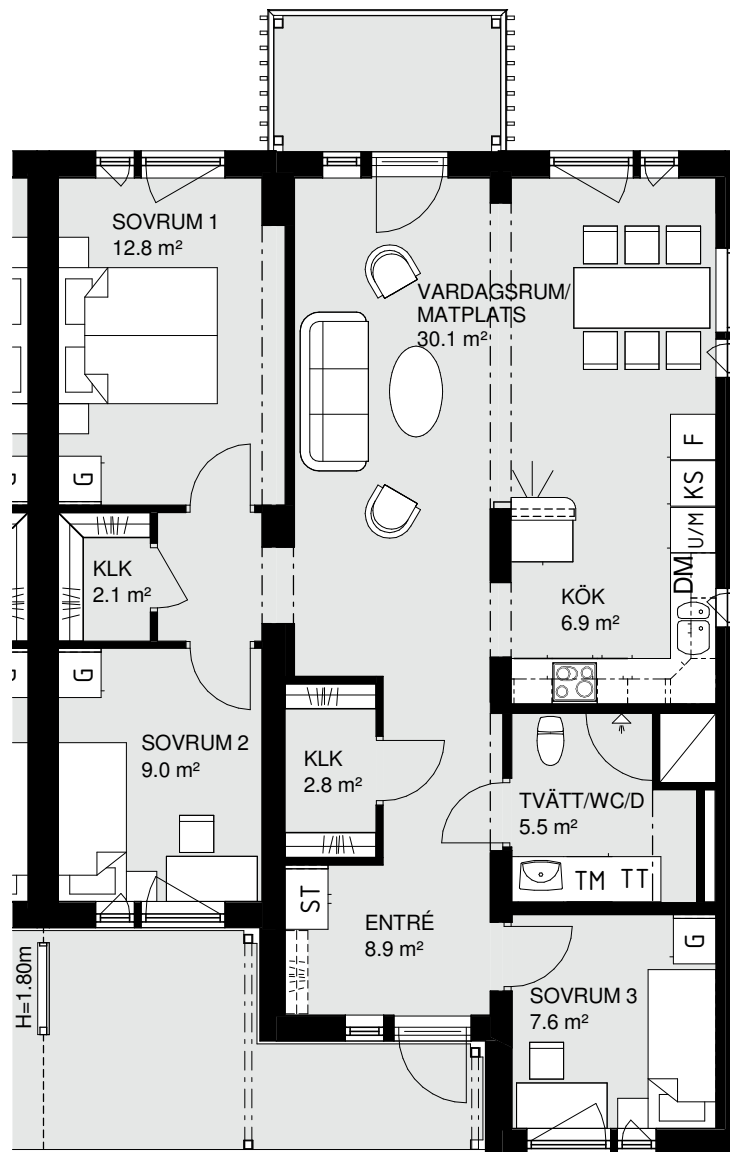 SOVRUM 1
12.8 m²
VARDAGSRUM/
MATPLATS
30.1 m²
F
KS
U/M
DM
G
G
KLK
2.1 m²
KÖK
6.9 m²
G
G
SOVRUM 2
9.0 m²
KLK
2.8 m²
TVÄTT/WC/D
5.5 m²
TM
TT
ST
ENTRÉ
8.9 m²
G
H=1.80m
SOVRUM 3
7.6 m²